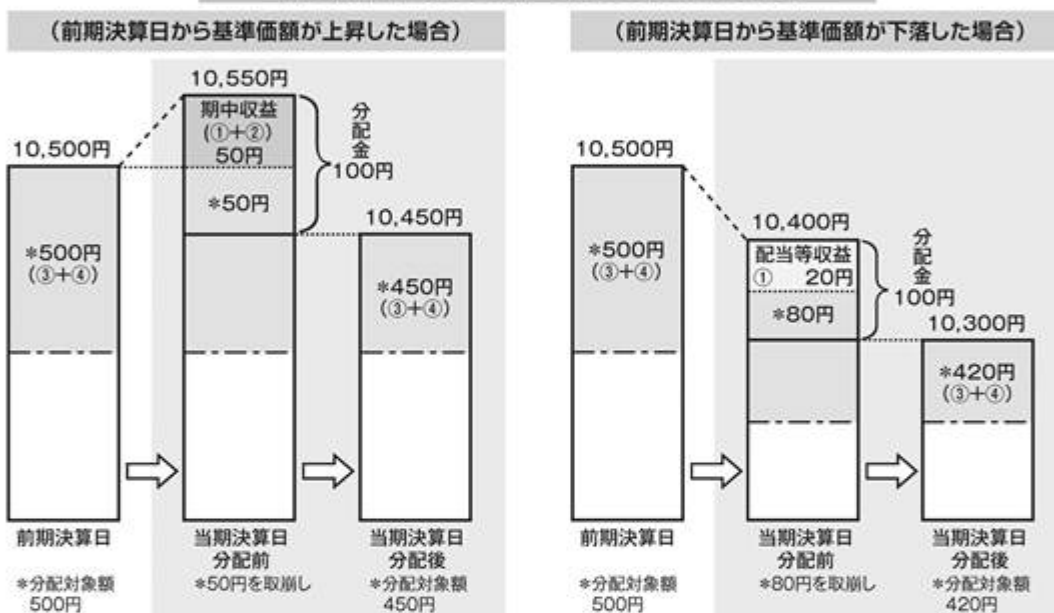 (前期決算日から基準価額が上昇した場合)
10,550円
期中収益
(①+②)
50円
*50円
分配金
100円
10,500円
*500円
(③+④)
10,450円
*450円
(③+④)
前期決算日
当期決算日
分配前
当期決算日
分配後
*分配対象額
500円
*50円を取崩し
*分配対象額
450円
(前期決算日から基準価額が下落した場合)
10,500円
*500円
(③+④)
10,400円
配当等収益
① 20円
*80円
分配金
100円
10,300円
*420円
(③+④)
前期決算日
当期決算日
分配前
当期決算日
分配後
*分配対象額
500円
*80円を取崩し
*分配対象額
420円